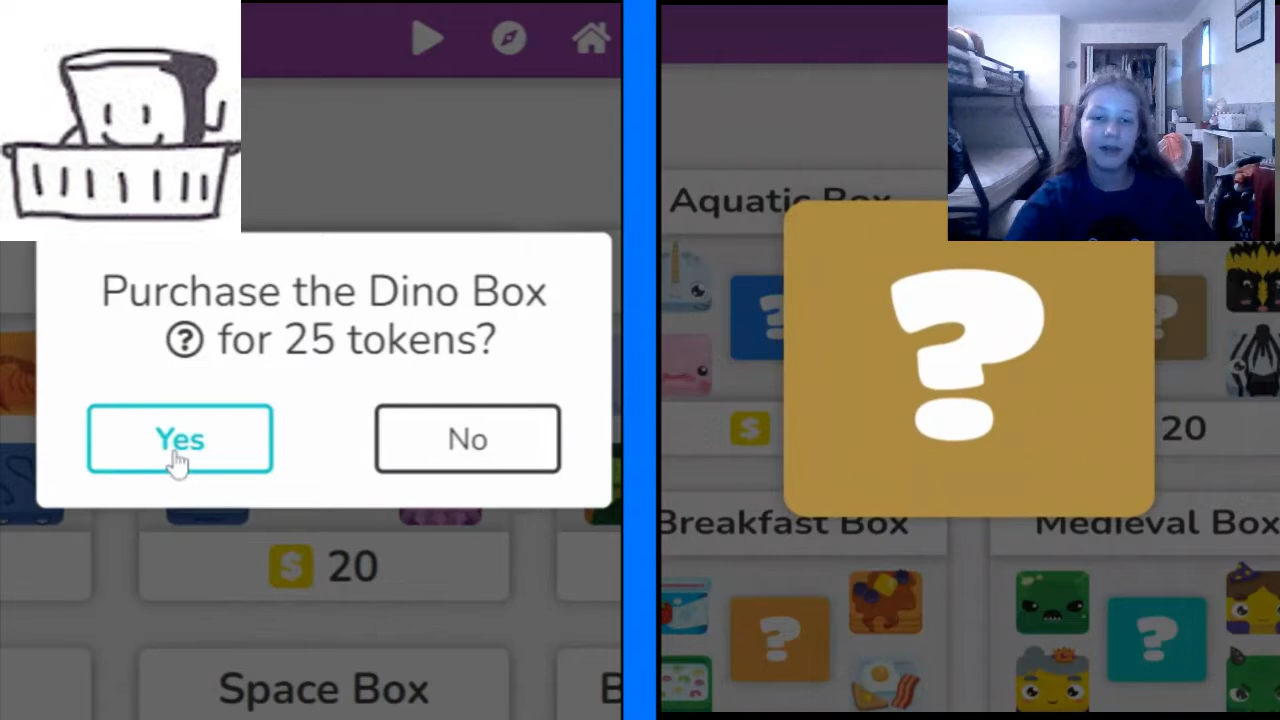 Purchase the Dino Box
? for 25 tokens?
Yes
No
$ 20
Space Box
B
Aquatic Box
?
?
?
$
20
Breakfast Box
Medieval Box
?
?